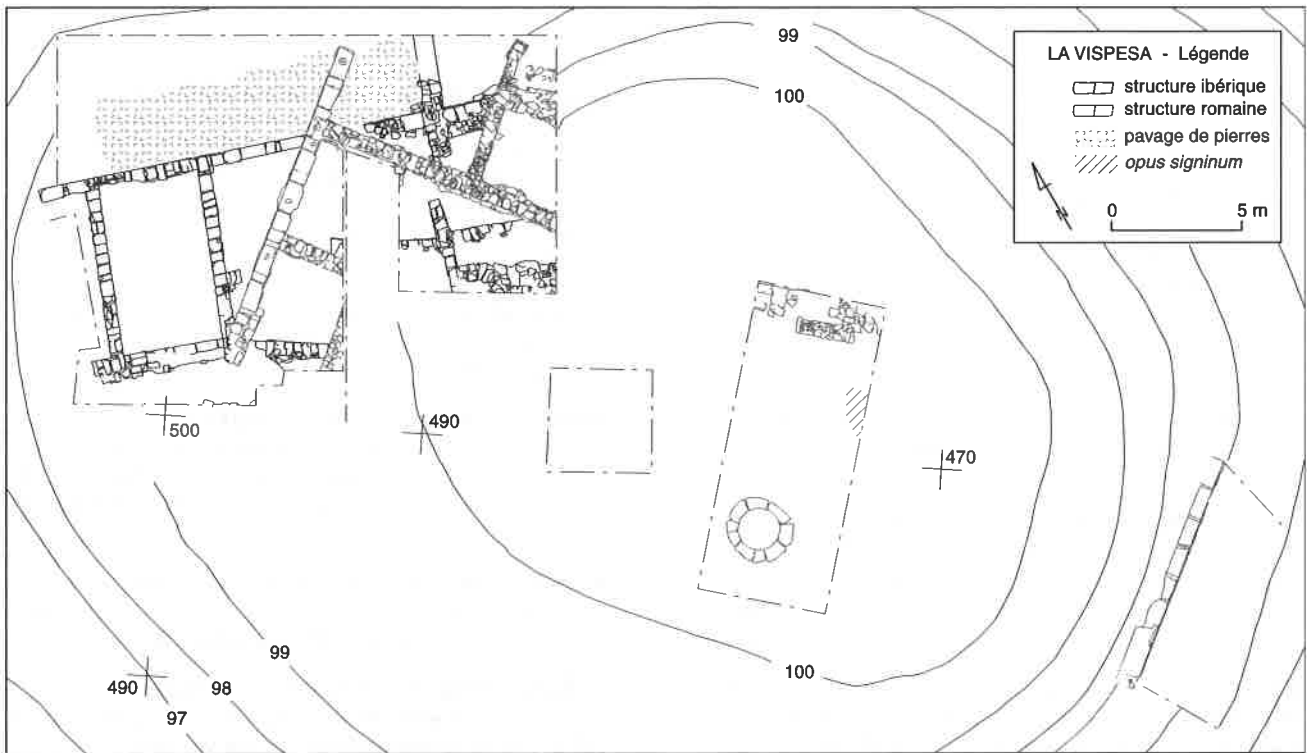 99
100
LA VISPESA - Légende
structure ibérique
structure romaine
pavage de pierres
opus signinum
N
0 5 m
500
490
470
490
99
98
97
100